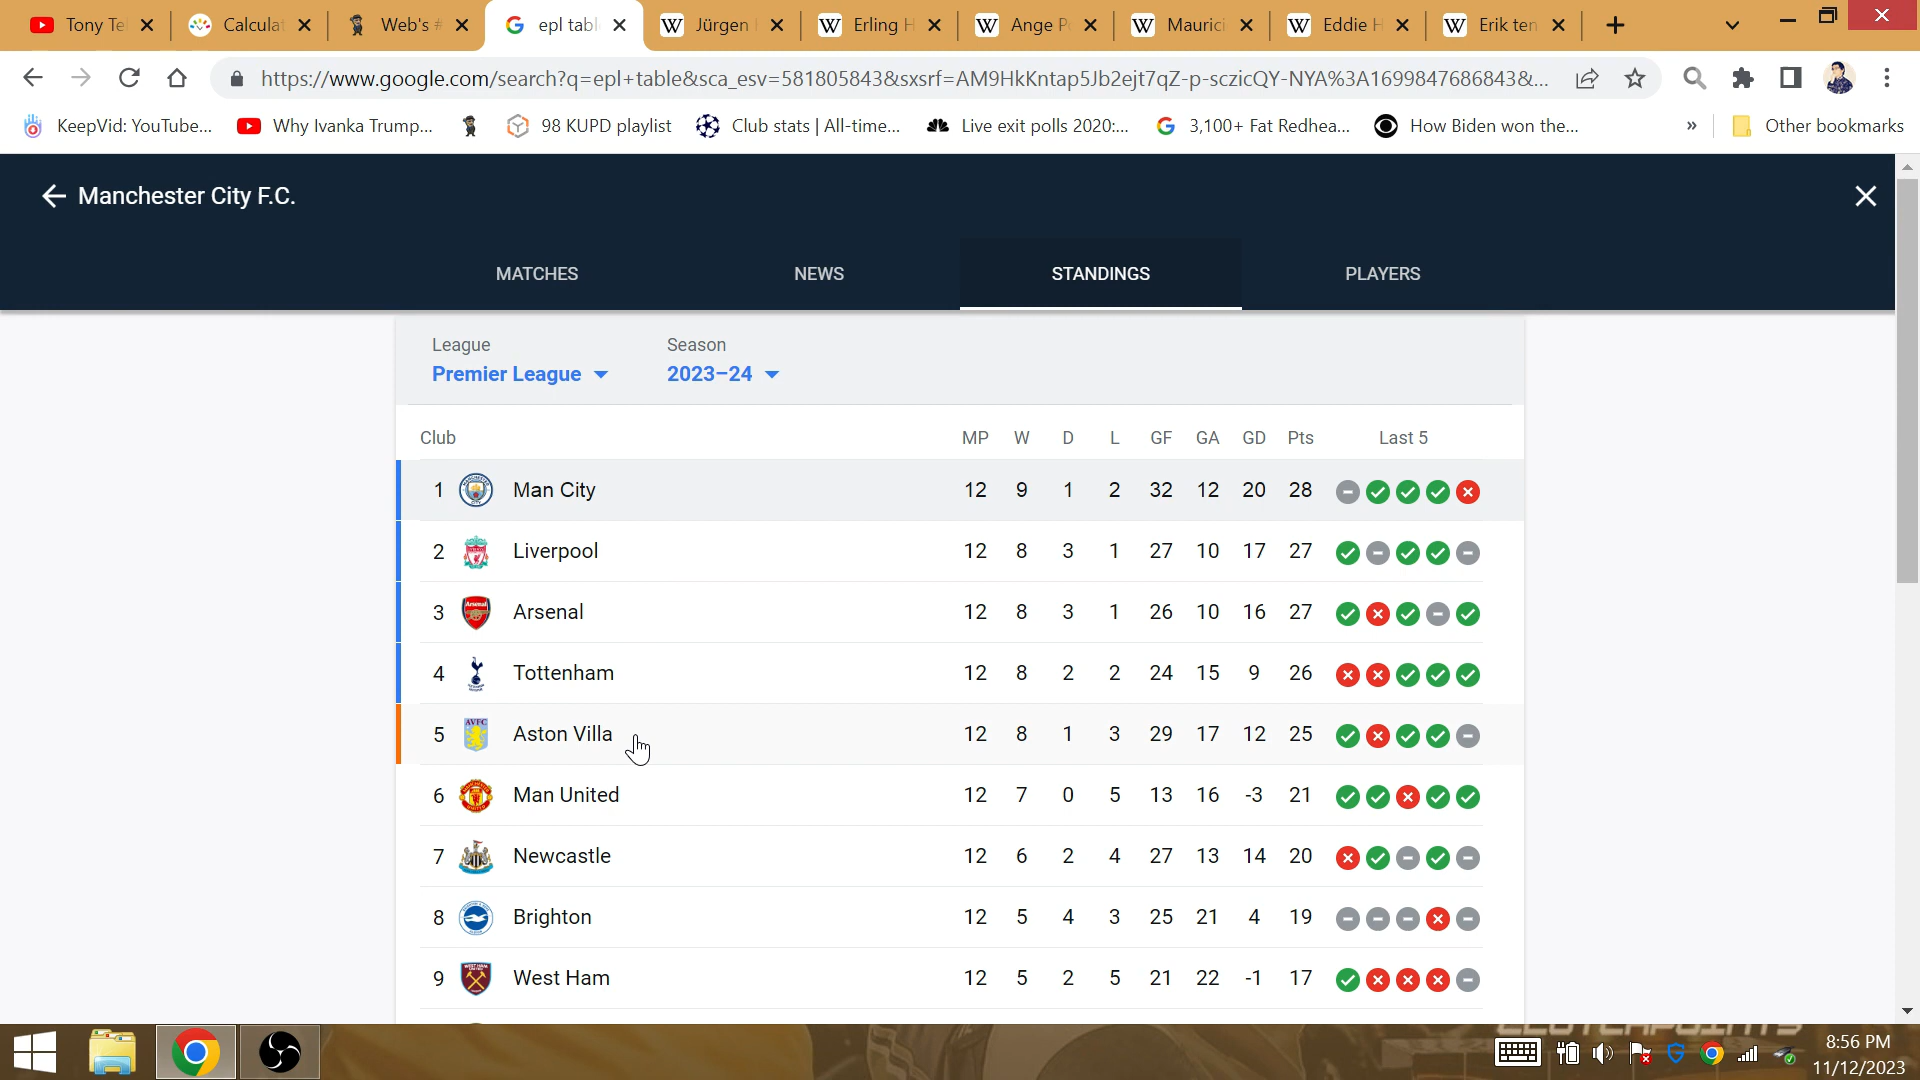 Tony Te
Calculat
Web's #
epl tabl
Jürgen
Erling H
Ange P
Maurici
Eddie H
Erik ten
https://www.google.com/search?q=epl+table&sca_esv=581805843&sxsrf=AM9HkKntap5Jb2ejt7qZ-p-sczicQY-NYA%3A1699847686843&...
KeepVid: YouTube...
Why Ivanka Trump...
98 KUPD playlist
Club stats | All-time...
Live exit polls 2020:...
3,100+ Fat Redhea...
How Biden won the...
»
Other bookmarks
Manchester City F.C.
MATCHES NEWS STANDINGS PLAYERS
League Season
Premier League 2023–24
Club MP W D L GF GA GD Pts Last 5
1 Man City 12 9 1 2 32 12 20 28
2 Liverpool 12 8 3 1 27 10 17 27
3 Arsenal 12 8 3 1 26 10 16 27
4 Tottenham 12 8 2 2 24 15 9 26
5 Aston Villa 12 8 1 3 29 17 12 25
6 Man United 12 7 0 5 13 16 -3 21
7 Newcastle 12 6 2 4 27 13 14 20
8 Brighton 12 5 4 3 25 21 4 19
9 West Ham 12 5 2 5 21 22 -1 17
8:56 PM
11/12/2023